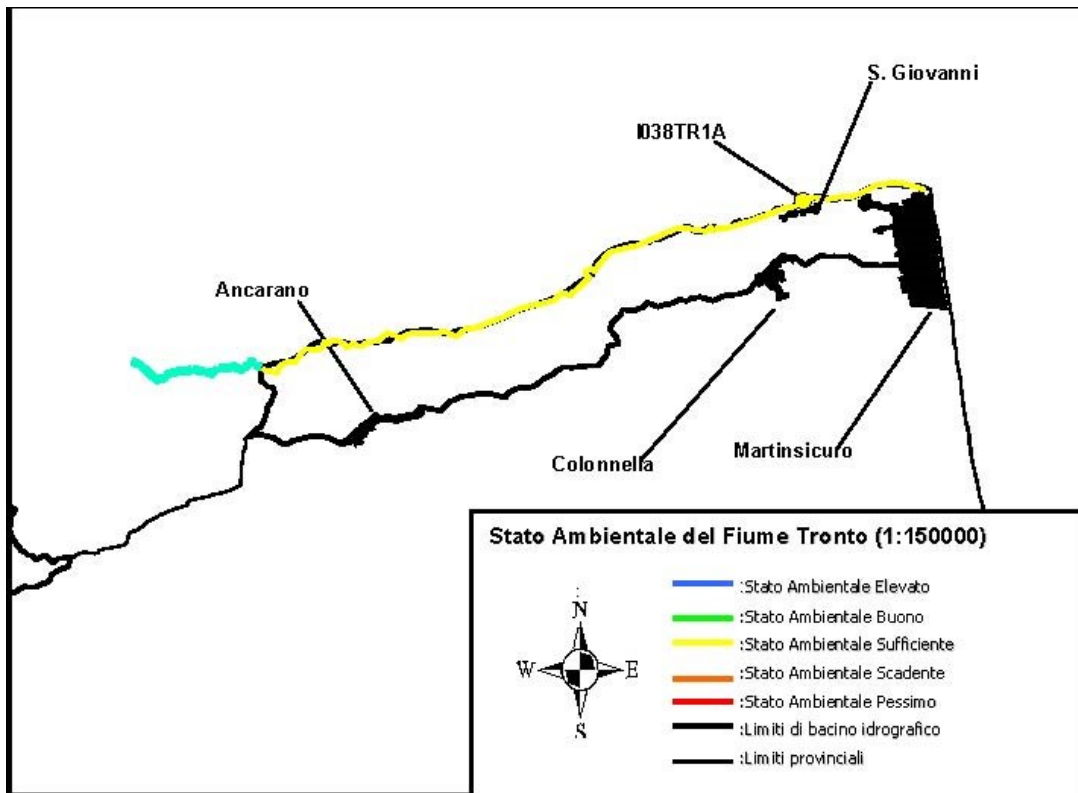 S. Giovanni
I038TR1A
Ancarano
Colonnella
Martinsicuro
Stato Ambientale del Fiume Tronto (1:150000)
:Stato Ambientale Elevato
:Stato Ambientale Buono
:Stato Ambientale Sufficiente
:Stato Ambientale Scadente
:Stato Ambientale Pessimo
:Limiti di bacino idrografico
:Limiti provinciali
:
N
W E
S